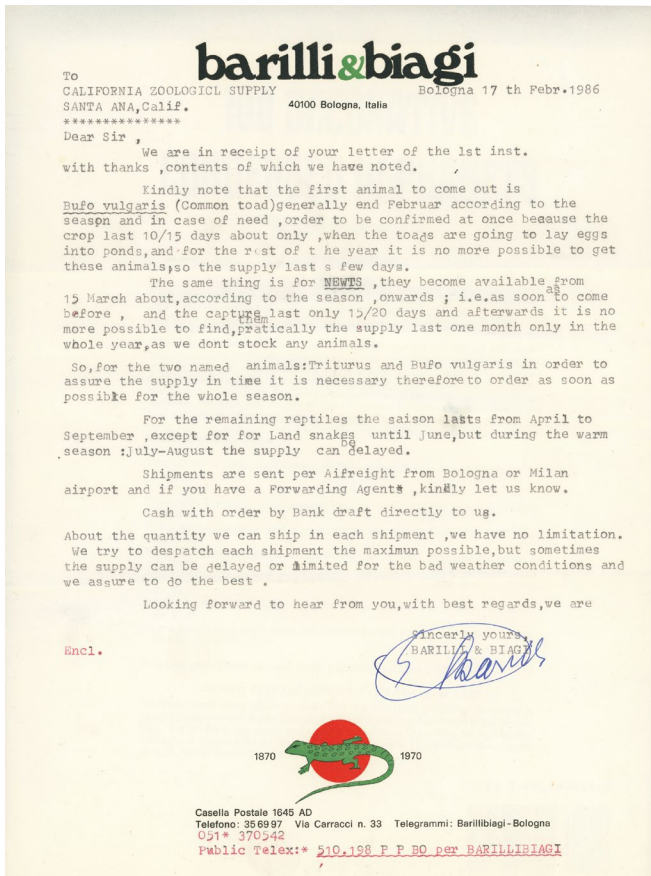 barilli&biagi
To
CALIFORNIA ZOOLOGICL SUPPLY Bologna 17 th Febr.1986
SANTA ANA,Calif. 40100 Bologna, Italia
***************
Dear Sir ,
We are in receipt of your letter of the 1st inst.
with thanks ,contents of which we have noted.
Kindly note that the first animal to come out is
Bufo vulgaris (Common toad)generally end Februar according to the
season and in case of need ,order to be confirmed at once because the
crop last 10/15 days about only ,when the toads are going to lay eggs
into ponds,and for the rest of t he year it is no more possible to get
these animals,so the supply last s few days.
The same thing is for NEWTS ,they become available from
15 March about,according to the season ,onwards ; i.e.as soon as to come
before , and the capture last only 15/20 days and afterwards it is no
more possible to find them,pratically the supply last one month only in the
whole year,as we dont stock any animals.
So,for the two named animals:Triturus and Bufo vulgaris in order to
assure the supply in time it is necessary therefore to order as soon as
possible for the whole season.
For the remaining reptiles the saison lasts from April to
September ,except for for Land snakes until June,but during the warm
season :July-August the supply can be delayed.
Shipments are sent per Aifreight from Bologna or Milan
airport and if you have a Forwarding Agent ,kindly let us know.
Cash with order by Bank draft directly to us.
About the quantity we can ship in each shipment ,we have no limitation.
We try to despatch each shipment the maximun possible,but sometimes
the supply can be delayed or limited for the bad weather conditions and
we assure to do the best .
Looking forward to hear from you,with best regards,we are
Sincerly yours,
Encl. BARILLI & BIAGI
1870 1970
Casella Postale 1645 AD
Telefono: 356997 Via Carracci n. 33 Telegrammi: Barillibiagi-Bologna
051* 370542
Public Telex:* 510.198 P P BO per BARILLIBIAGI